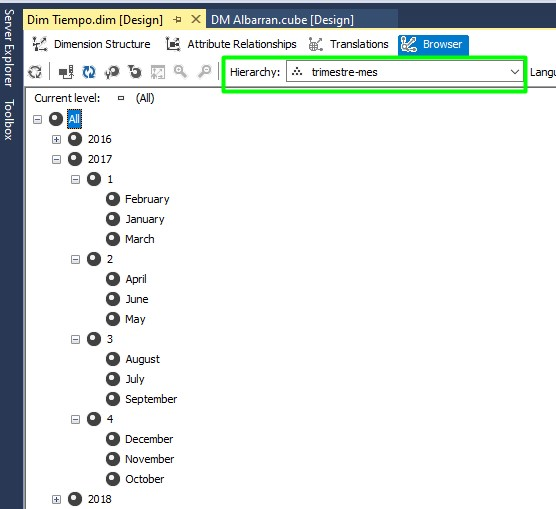 Dim Tiempo.dim [Design] DM Albarran.cube [Design]
Dimension Structure Attribute Relationships Translations Browser
Hierarchy: trimestre-mes Langu
Current level: (All)
All
2016
2017
1
February
January
March
2
April
June
May
3
August
July
September
4
December
November
October
2018
Server Explorer
Toolbox